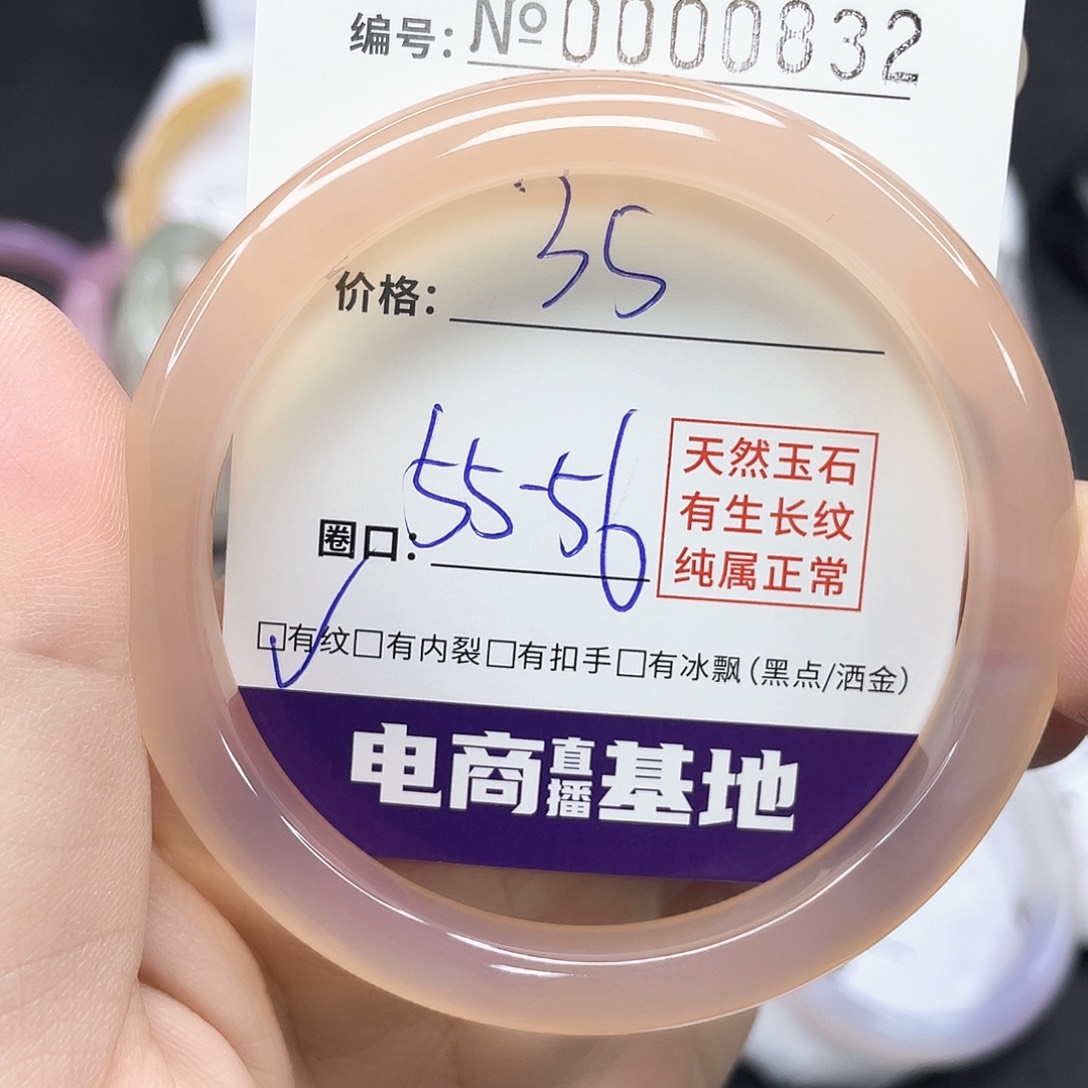 编号：№0000832
价格：35
圈口：55-56
天然玉石
有生长纹
纯属正常
□有纹□有内裂□有扣手□有冰飘(黑点/洒金)
电商直播基地